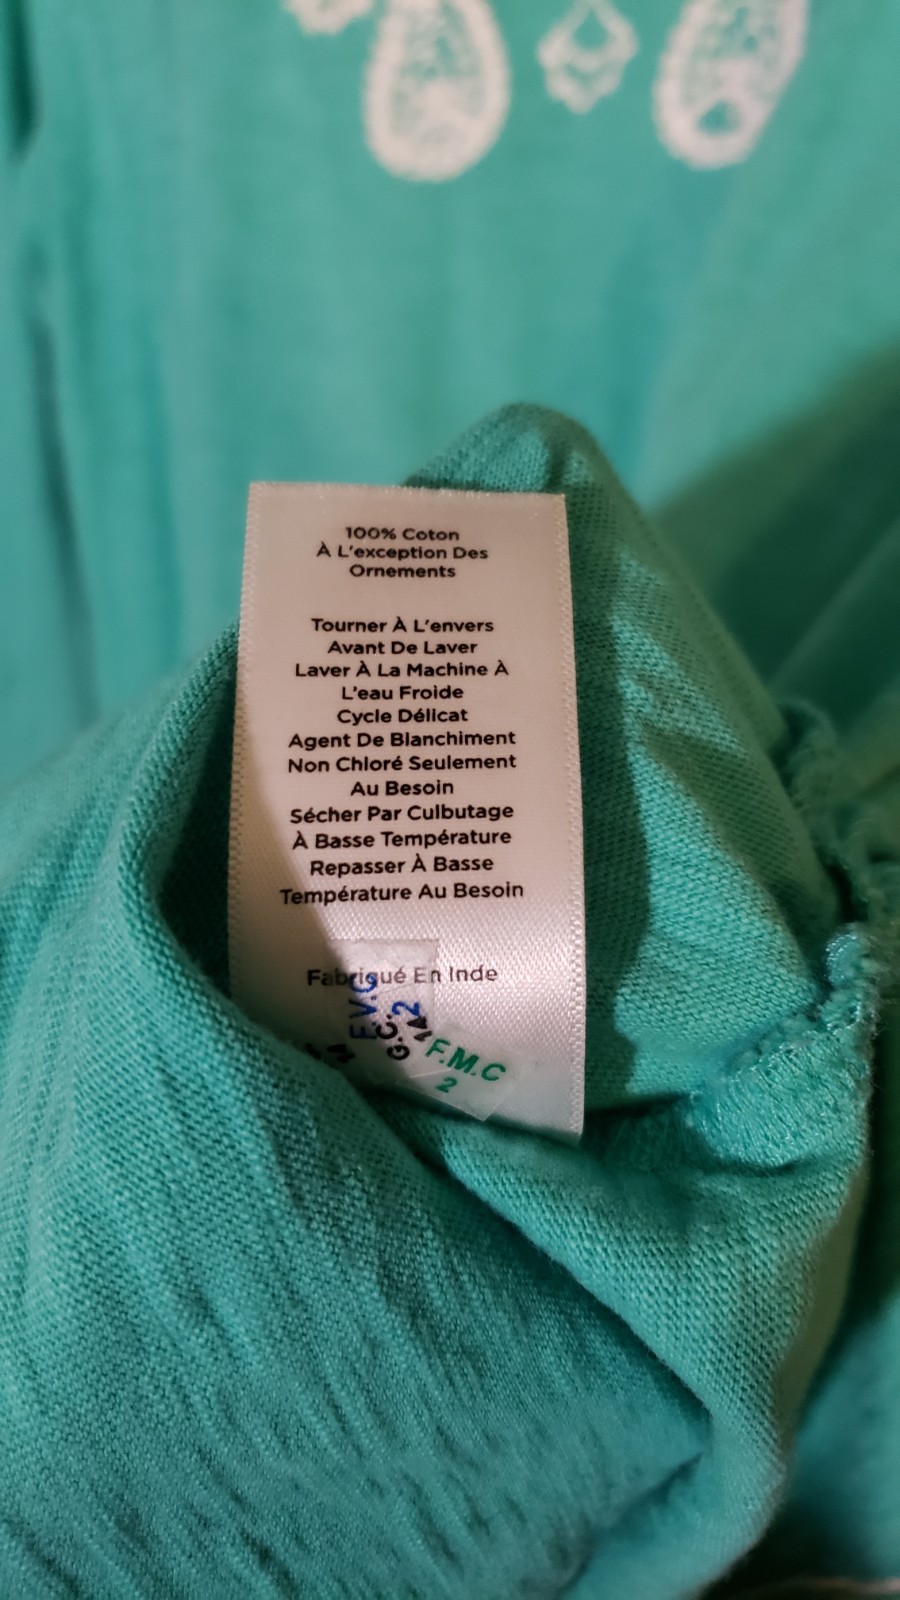 100% Coton
À L'exception Des
Ornements
Tourner À L'envers
Avant De Laver
Laver À La Machine À
L'eau Froide
Cycle Délicat
Agent De Blanchiment
Non Chloré Seulement
Au Besoin
Sécher Par Culbutage
À Basse Température
Repasser À Basse
Température Au Besoin
Fabriqué En Inde
2
G.C.
14
F.M.C
2